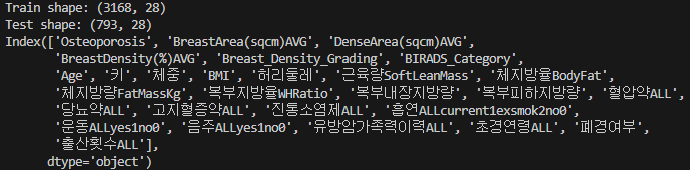 Train shape: (3168, 28)
Test shape: (793, 28)
Index(['Osteoporosis', 'BreastArea(sqcm)AVG', 'DenseArea(sqcm)AVG',
'BreastDensity(%)AVG', 'Breast_Density_Grading', 'BIRADS_Category',
'Age', '키', '체중', 'BMI', '허리둘레', '근육량SoftLeanMass', '체지방율BodyFat',
'체지방량FatMassKg', '복부지방율WHRatio', '복부내장지방량', '복부피하지방량', '혈압약ALL',
'당뇨약ALL', '고지혈증약ALL', '진통소염제ALL', '흡연ALLcurrent1exsmok2no0',
'운동ALLyes1no0', '음주ALLyes1no0', '유방암가족력이력ALL', '초경연령ALL', '폐경여부',
'출산횟수ALL'],
dtype='object')